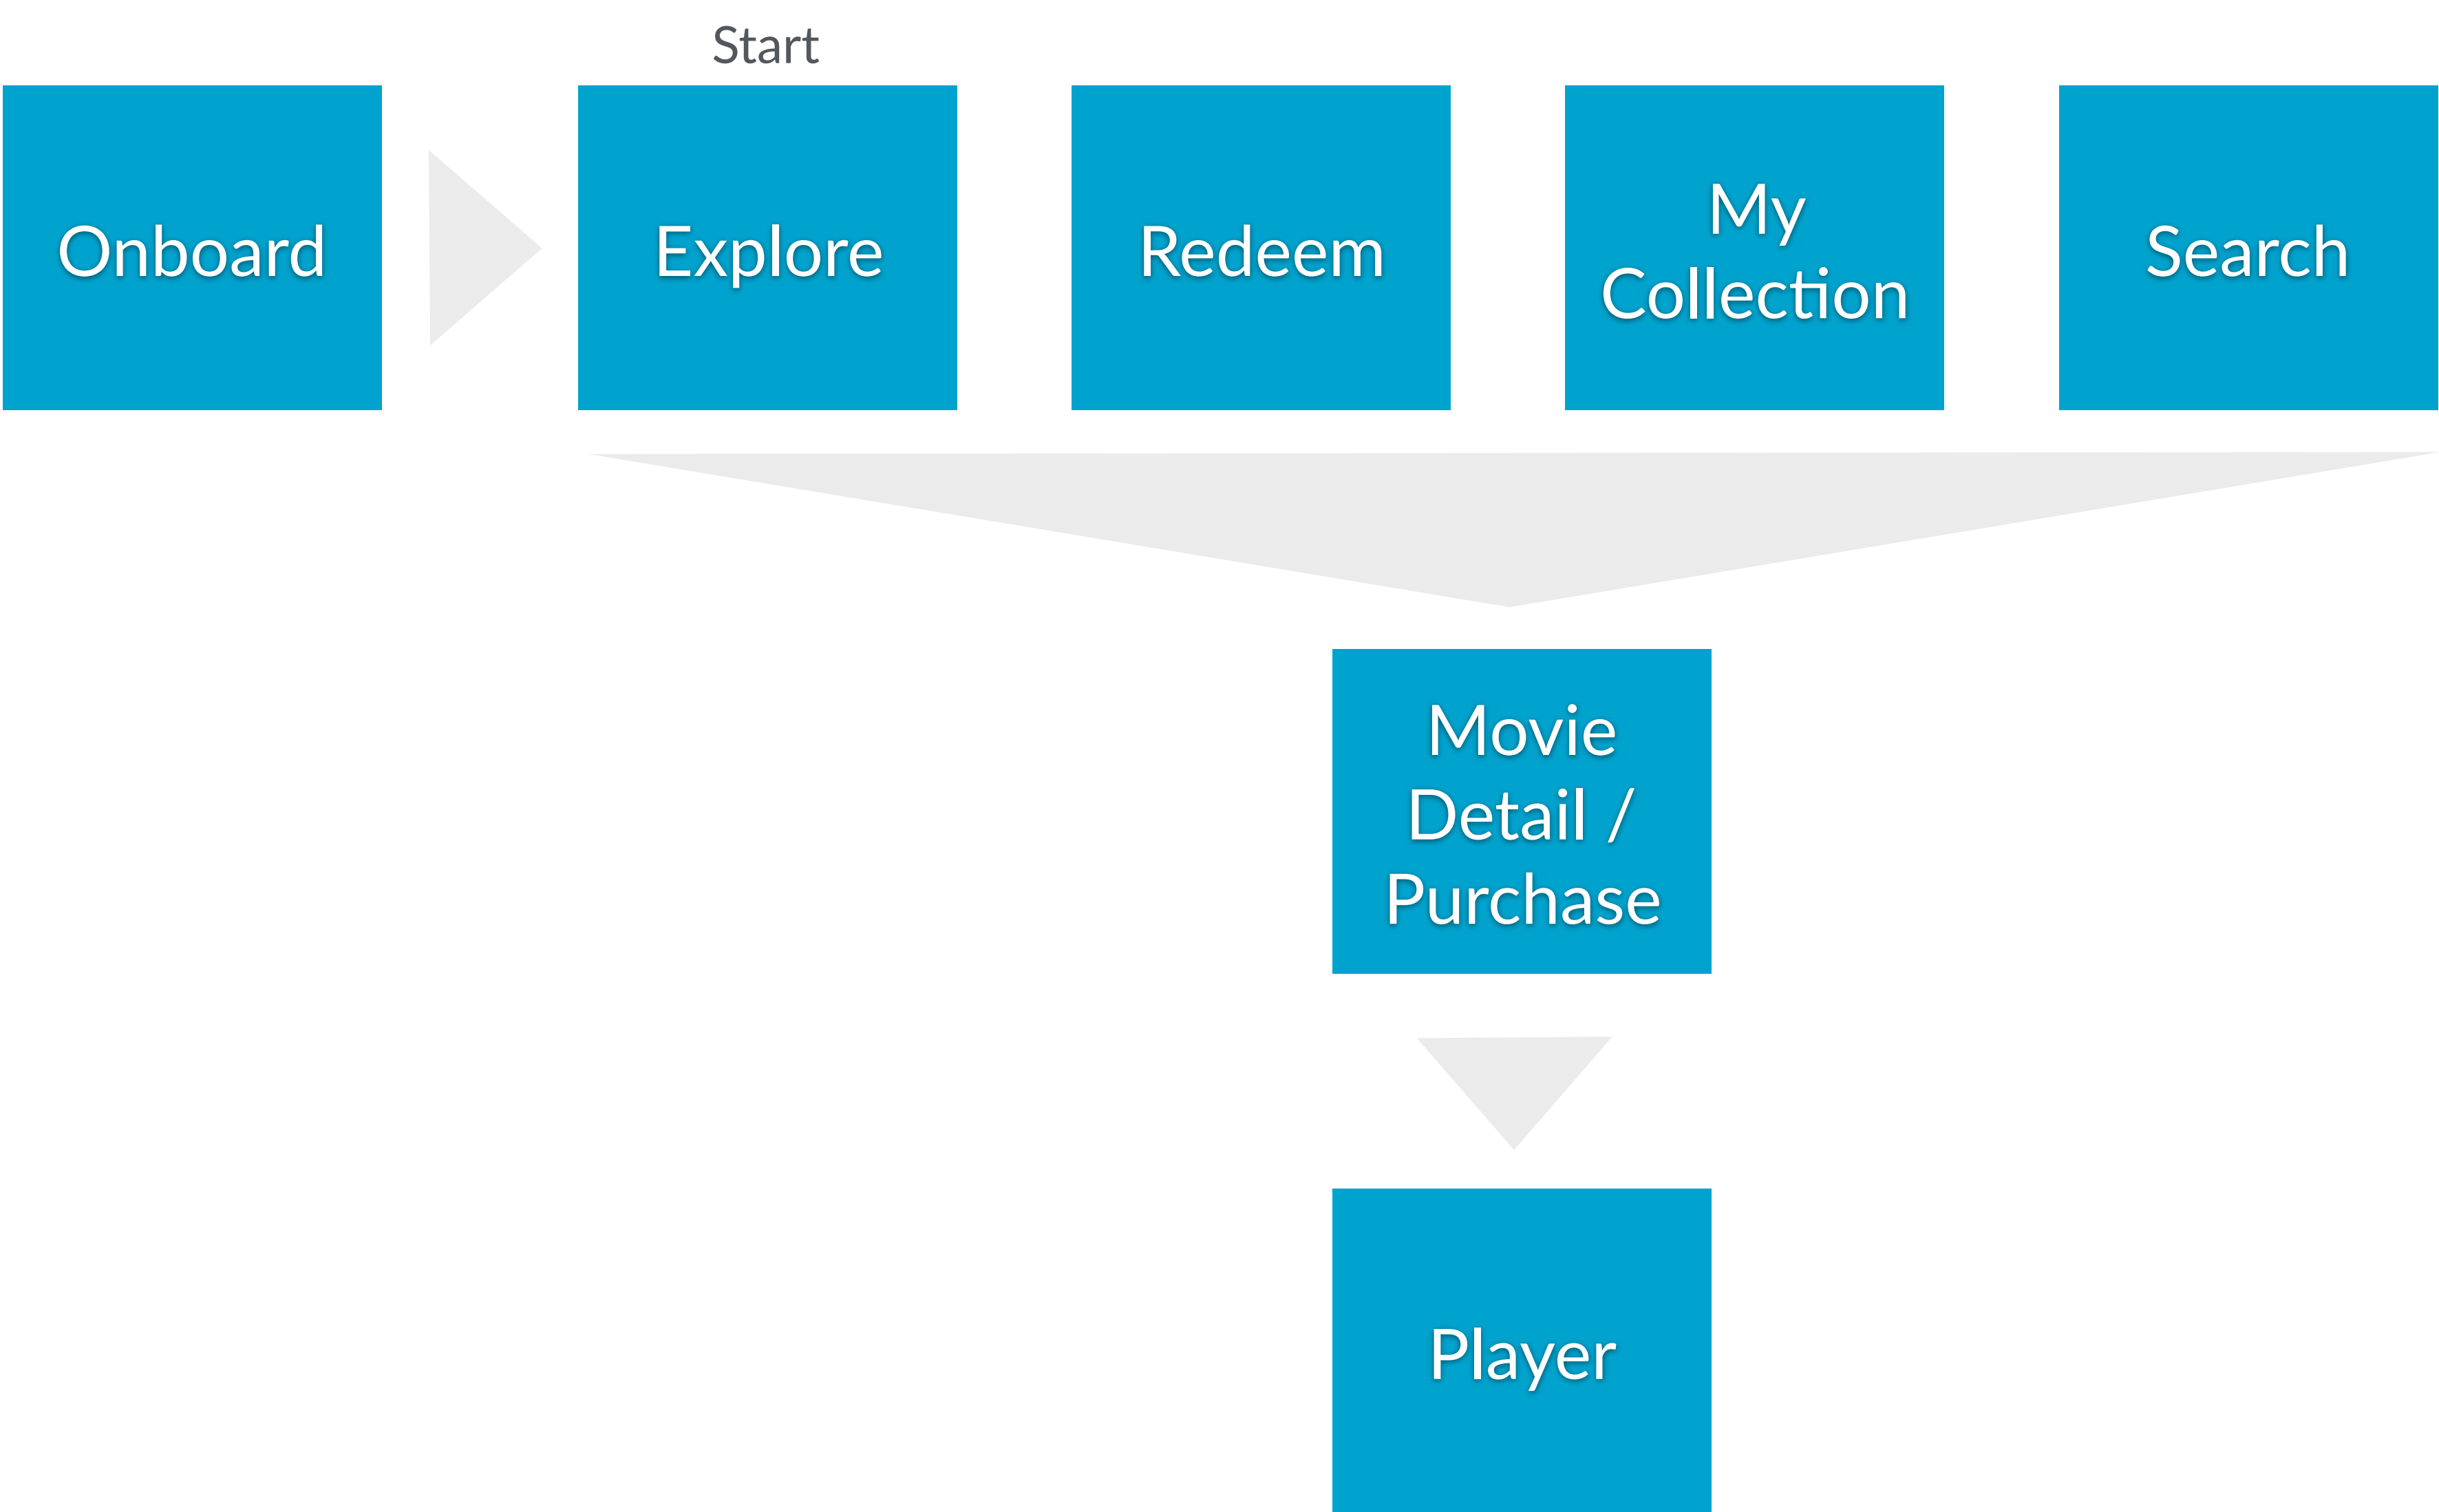 Start
Onboard
Explore
Redeem
My
Collection
Search
Movie
Detail /
Purchase
Player